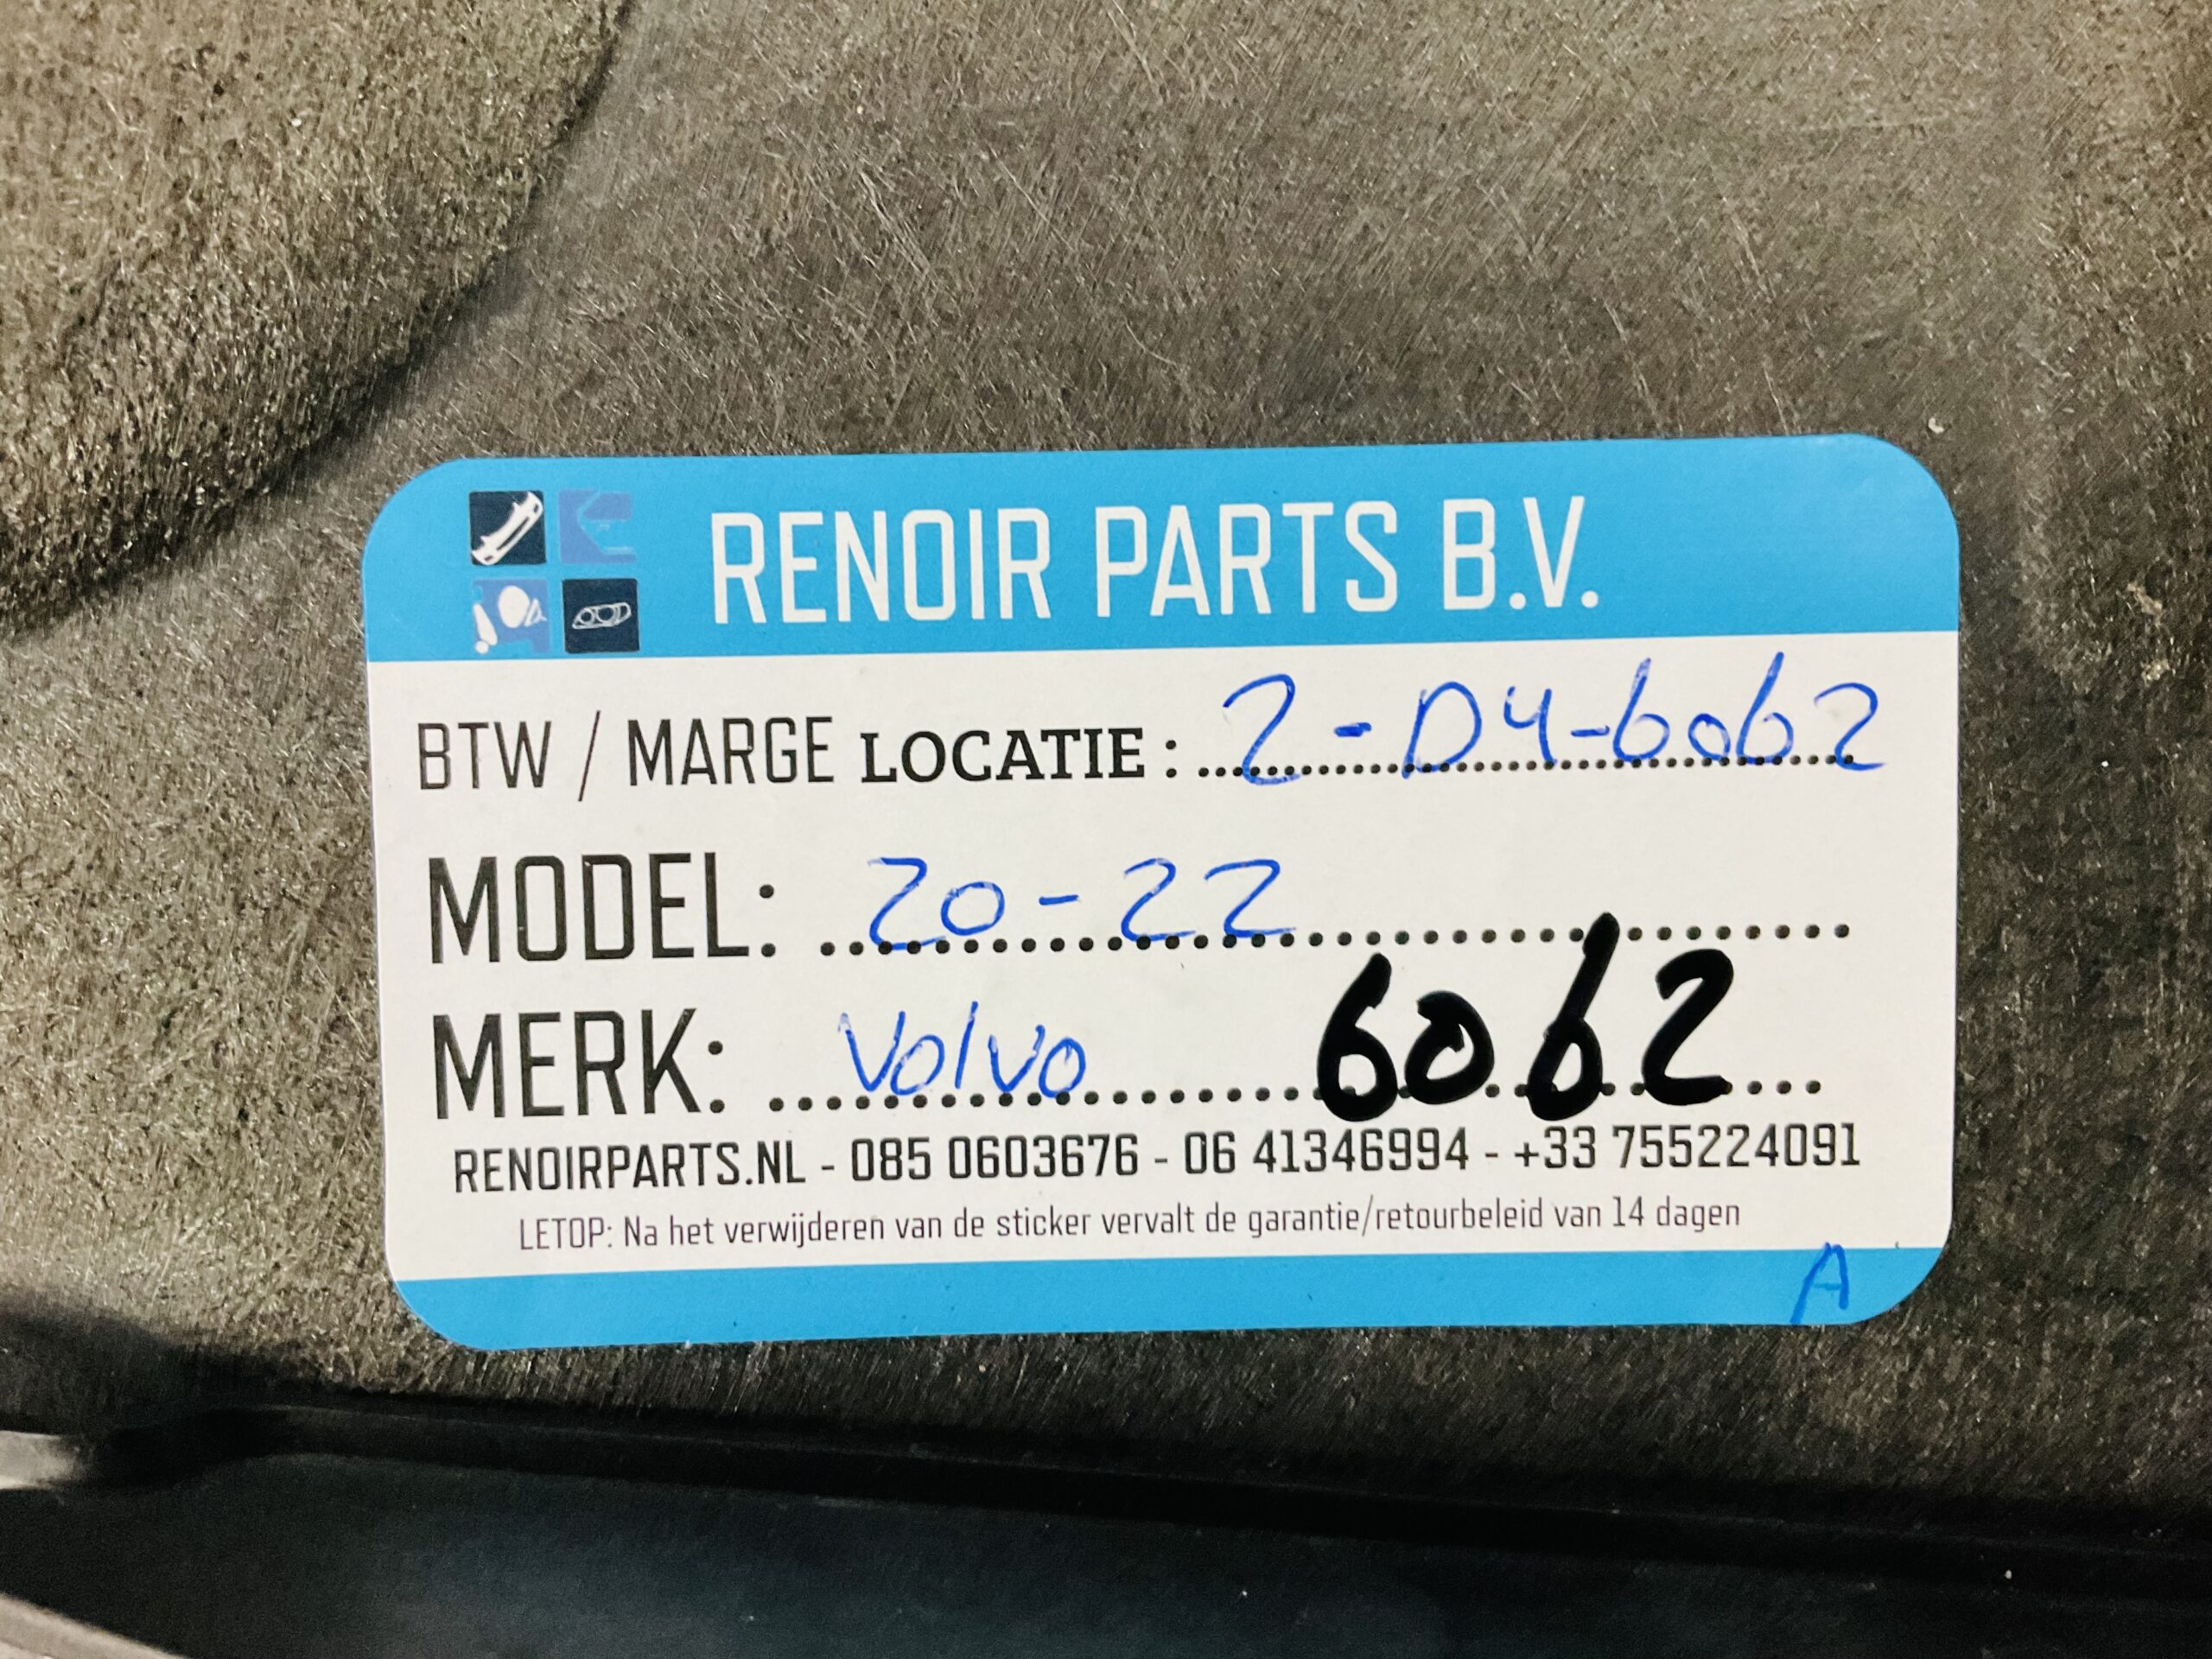 RENOIR PARTS B.V.
BTW / MARGE LOCATIE : 2-D4-6062
MODEL: 20-22
MERK: Volvo 6062
RENOIRPARTS.NL - 085 0603676 - 06 41346994 - +33 755224091
LETOP: Na het verwijderen van de sticker vervalt de garantie/retourbeleid van 14 dagen
A